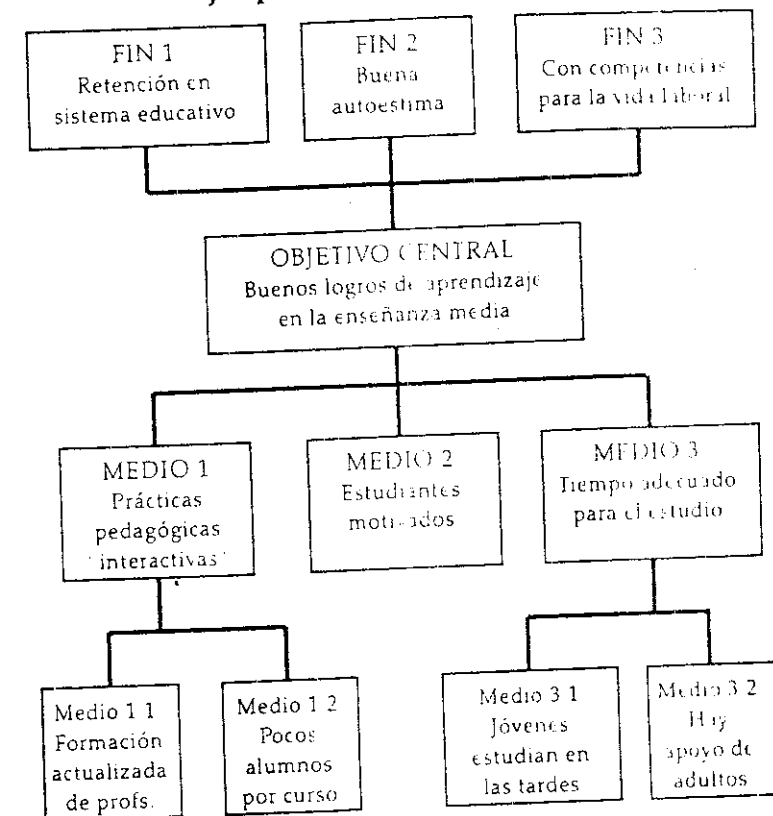 FIN 1
Retención en
sistema educativo
FIN 2
Buena
autoestima
FIN 3
Con competencias
para la vida laboral
OBJETIVO CENTRAL
Buenos logros de aprendizaje
en la enseñanza media
MEDIO 1
Prácticas
pedagógicas
interactivas
MEDIO 2
Estudiantes
motivados
MEDIO 3
Tiempo adecuado
para el estudio
Medio 1 1
Formación
actualizada
de profs.
Medio 1 2
Pocos
alumnos
por curso
Medio 3 1
Jóvenes
estudian en
las tardes
Medio 3 2
Hay
apoyo de
adultos